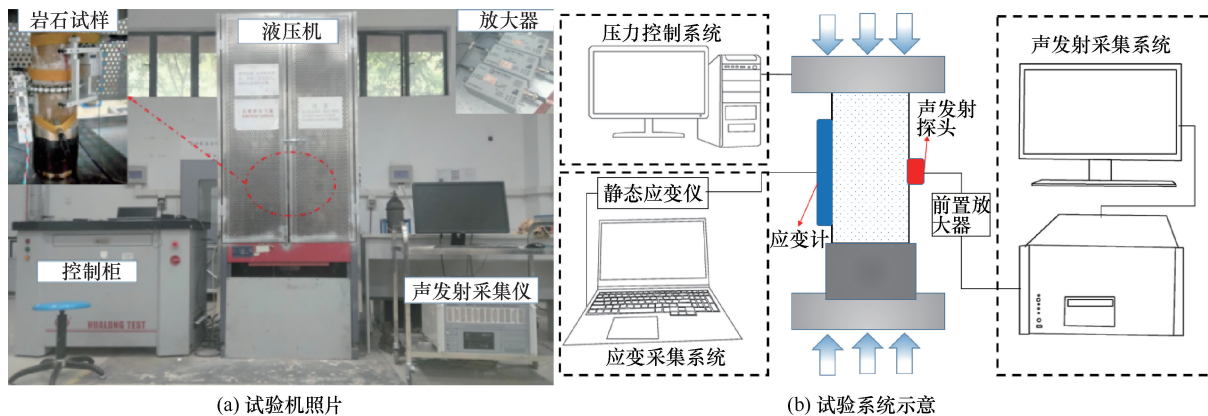 岩石试样
液压机
放大器
控制柜
HUALONG TEST
声发射采集仪
(a) 试验机照片
压力控制系统
静态应变仪
应变采集系统
应变计
声发射
探头
前置放
大器
声发射采集系统
(b) 试验系统示意